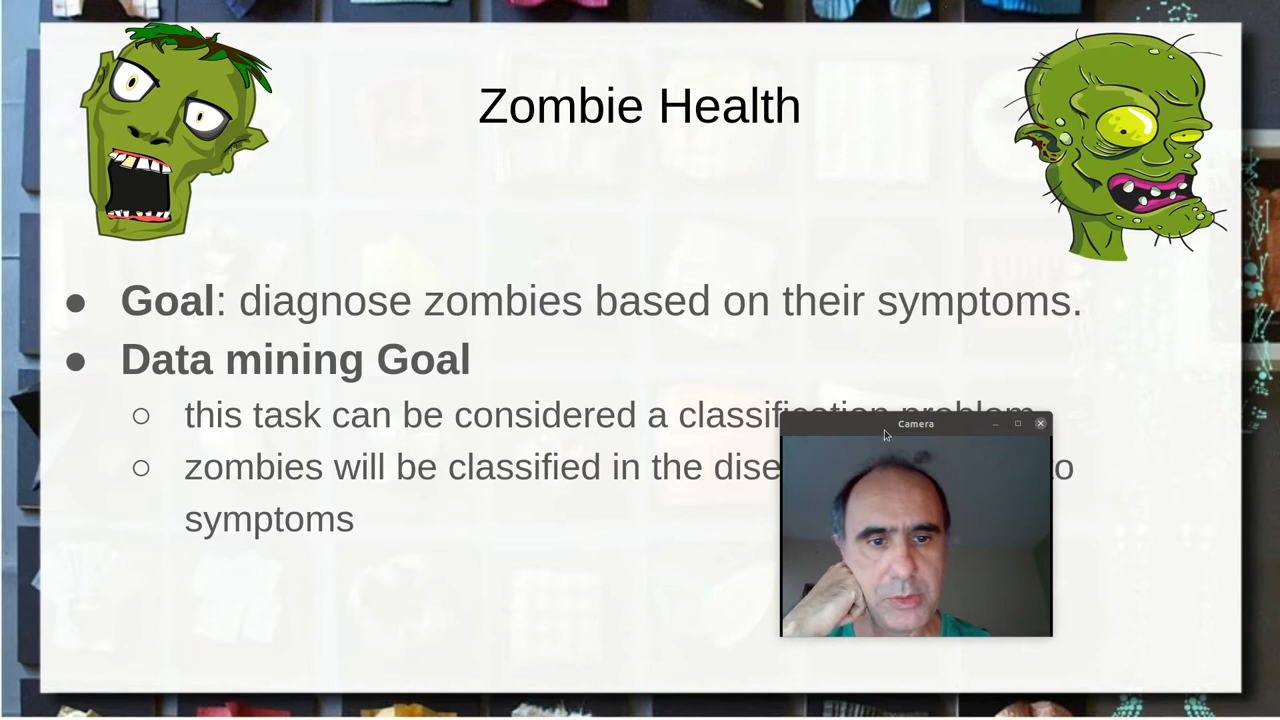 Zombie Health
● Goal: diagnose zombies based on their symptoms.
● Data mining Goal
○ this task can be considered a classification problem
○ zombies will be classified in the to
symptoms
Camera